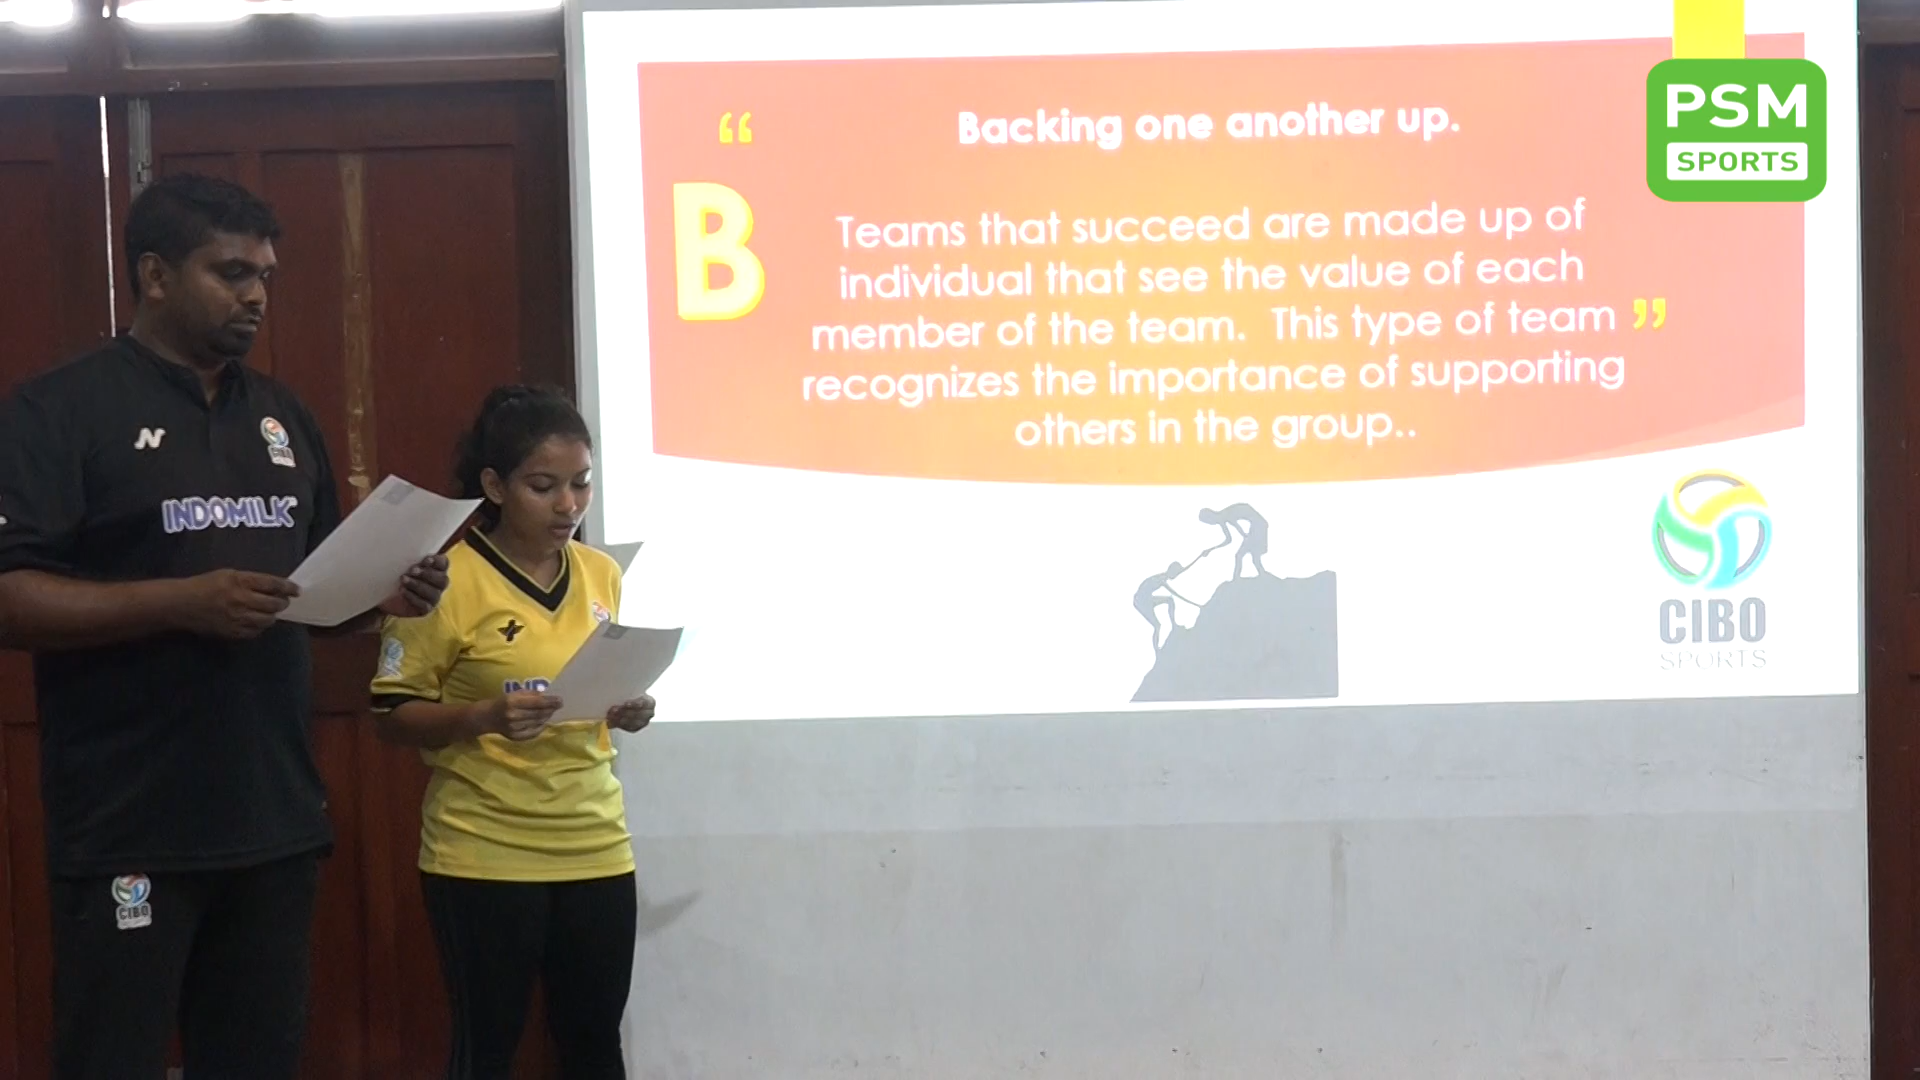 “
Backing one another up.
B
Teams that succeed are made up of
individual that see the value of each
member of the team. This type of team
”
recognizes the importance of supporting
others in the group..
CIBO
SPORTS
PSM
SPORTS
N
CIBO
INDOMILK
CIBO